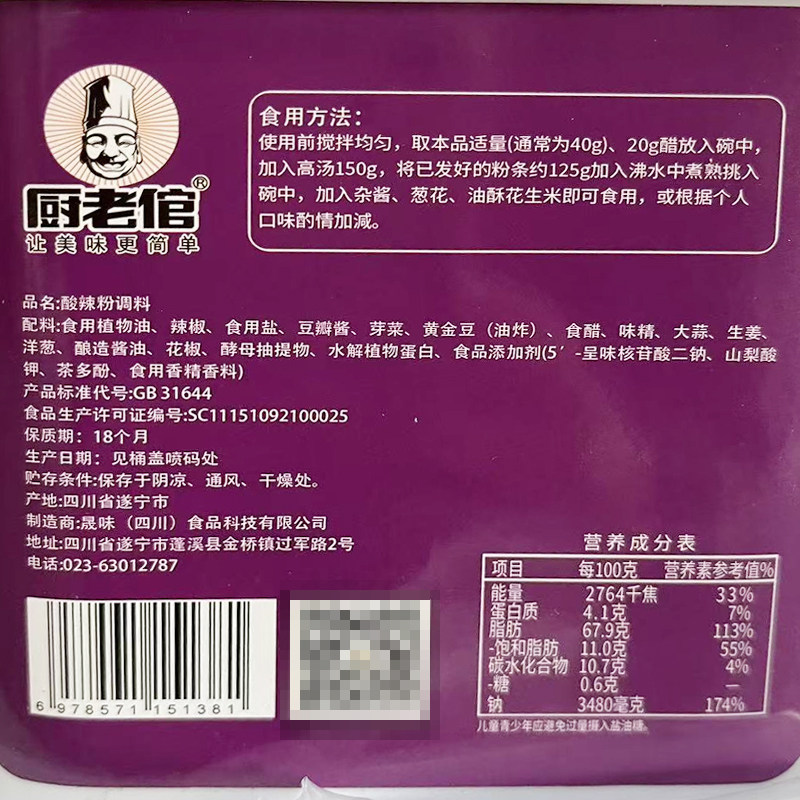 厨老倌®
让美味更简单
食用方法：
使用前搅拌均匀，取本品适量(通常为40g)、20g醋放入碗中，
加入高汤150g，将已发好的粉条约125g加入沸水中煮熟挑入
碗中，加入杂酱、葱花、油酥花生米即可食用，或根据个人
口味酌情加减。
品名:酸辣粉调料
配料:食用植物油、辣椒、食用盐、豆瓣酱、芽菜、黄金豆（油炸）、食醋、味精、大蒜、生姜、
洋葱、酿造酱油、花椒、酵母抽提物、水解植物蛋白、食品添加剂(5′-呈味核苷酸二钠、山梨酸
钾、茶多酚、食用香精香料)
产品标准代号:GB 31644
食品生产许可证编号:SC11151092100025
保质期：18个月
生产日期：见桶盖喷码处
贮存条件:保存于阴凉、通风、干燥处。
产地:四川省遂宁市
制造商:晟味（四川）食品科技有限公司
地址:四川省遂宁市蓬溪县金桥镇过军路2号
电话:023-63012787
6 978571 151381
营养成分表
项目 每100克 营养素参考值%
能量 2764千焦 33%
蛋白质 4.1克 7%
脂肪 67.9克 113%
-饱和脂肪 11.0克 55%
碳水化合物 10.7克 4%
-糖 0.6克 —
钠 3480毫克 174%
儿童青少年应避免过量摄入盐油糖。